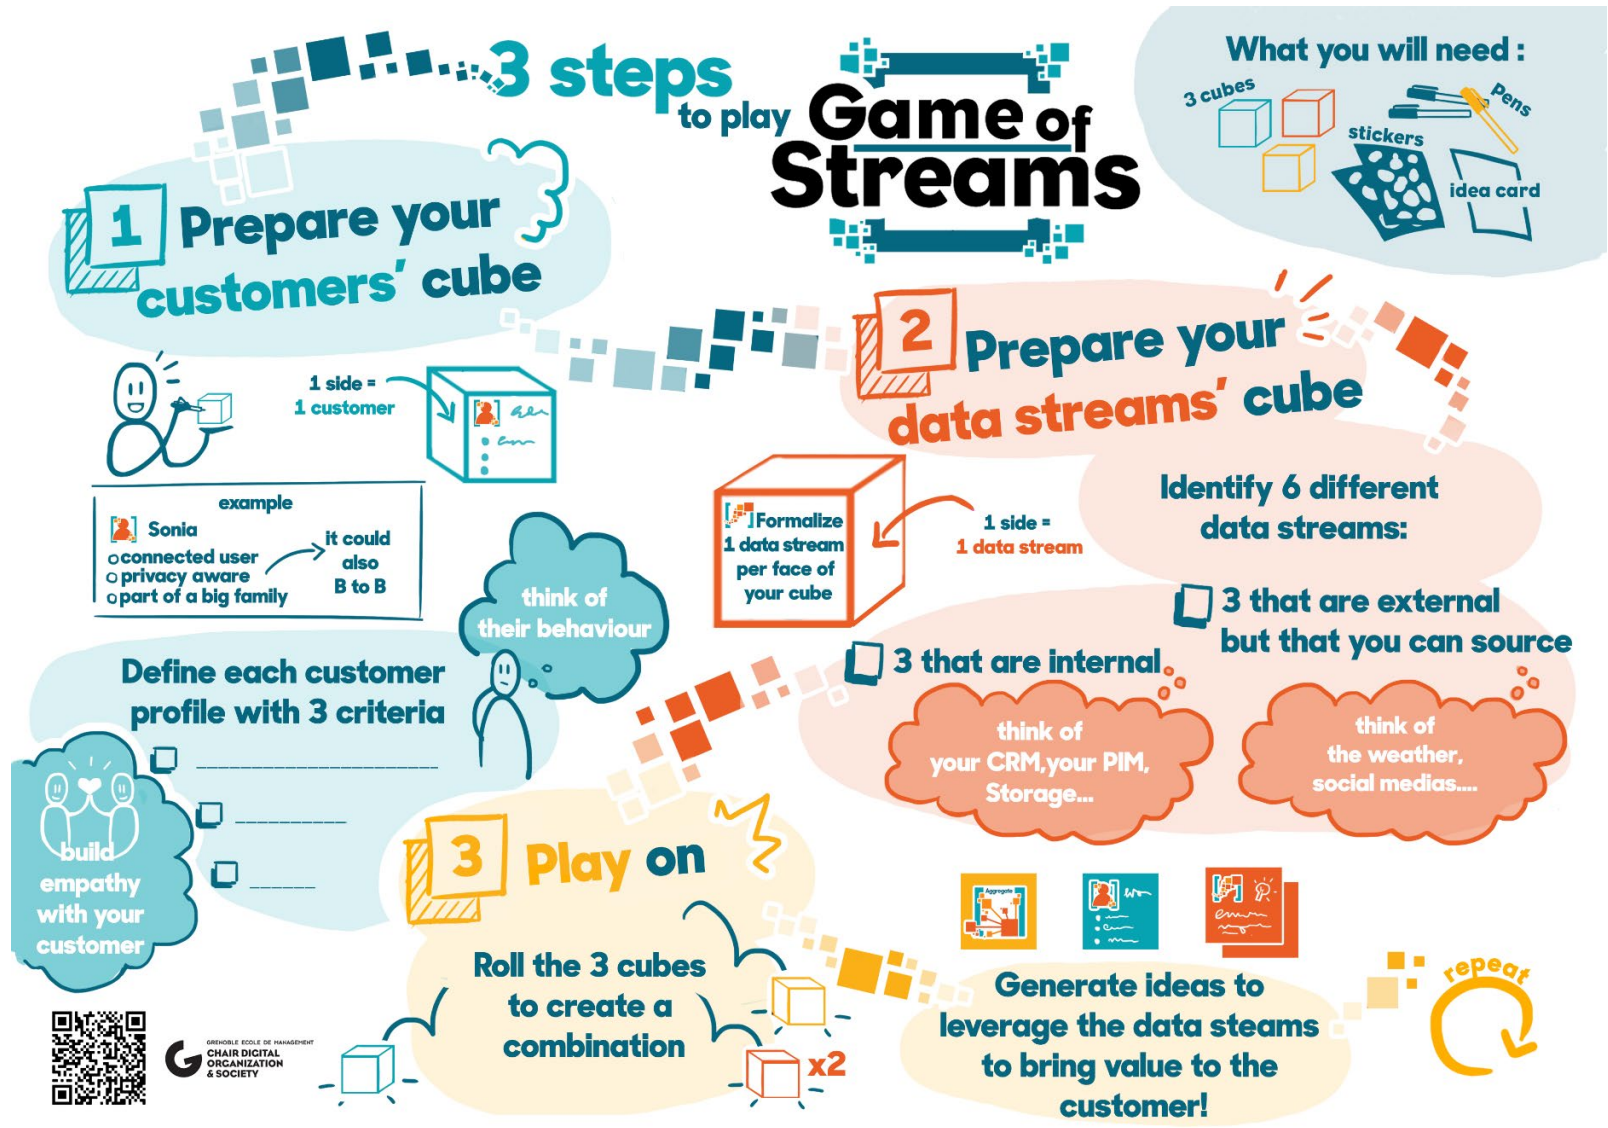 3 steps
to play
Game of
Streams
What you will need :
3 cubes
Pens
stickers
idea card
1
Prepare your
customers' cube
1 side =
1 customer
example
Sonia
connected user
privacy aware
part of a big family
it could
also
B to B
think of
their behaviour
Define each customer
profile with 3 criteria
build
empathy
with your
customer
2
Prepare your
data streams' cube
Formalize
1 data stream
per face of
your cube
1 side =
1 data stream
Identify 6 different
data streams:
3 that are external
but that you can source
3 that are internal
think of
your CRM,your PIM,
Storage...
think of
the weather,
social medias....
3
Play on
Roll the 3 cubes
to create a
combination
x2
Aggregate
Generate ideas to
leverage the data steams
to bring value to the
customer!
repeat
GRENOBLE ECOLE DE MANAGEMENT
CHAIR DIGITAL
ORGANIZATION
& SOCIETY